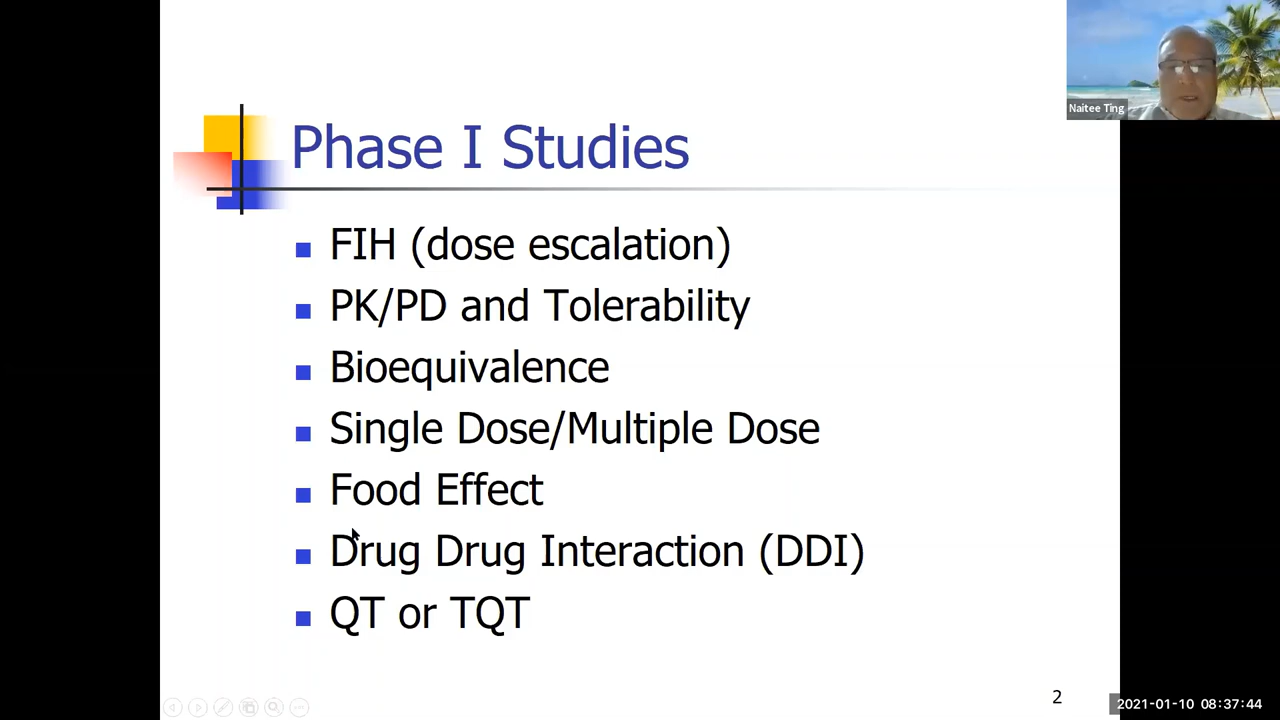 Naitee Ting
Phase I Studies
FIH (dose escalation)
PK/PD and Tolerability
Bioequivalence
Single Dose/Multiple Dose
Food Effect
Drug Drug Interaction (DDI)
QT or TQT
2
2021-01-10 08:37:44